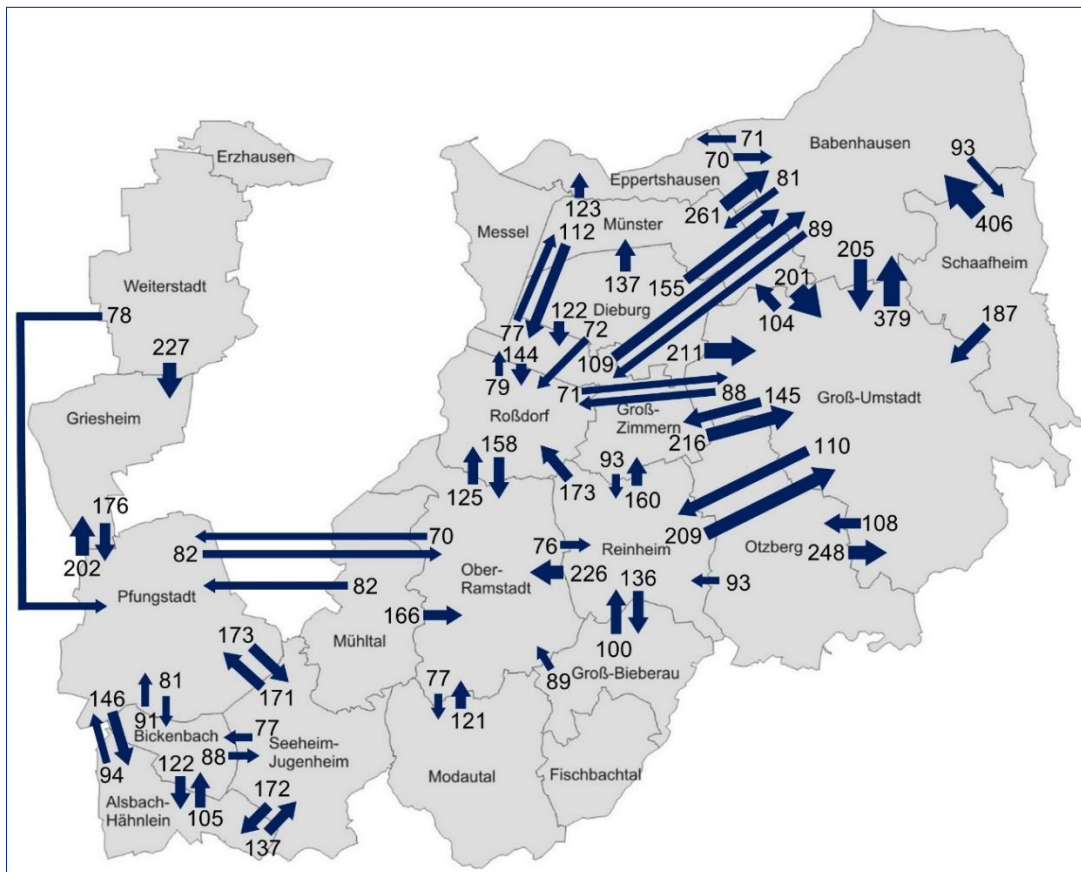 71
Babenhausen
93
Erzhausen
70
Eppertshausen
81
123
261
406
Messel
112
Münster
89
205
Schaafheim
Weiterstadt
137
155
201
78
Dieburg
104
379
187
122
72
77
227
144
109
211
79
71
88
145
Griesheim
Roßdorf
Groß-
Zimmern
Groß-Umstadt
216
158
93
110
125
173
160
176
70
209
108
202
82
76
Reinheim
Otzberg
248
Ober-
Ramstadt
226
136
93
Pfungstadt
82
166
Mühltal
100
173
89
Groß-Bieberau
146
81
171
77
91
121
Bickenbach
77
Seeheim-
Jugenheim
88
94
122
Modautal
Fischbachtal
Alsbach-
Hähnlein
105
172
137